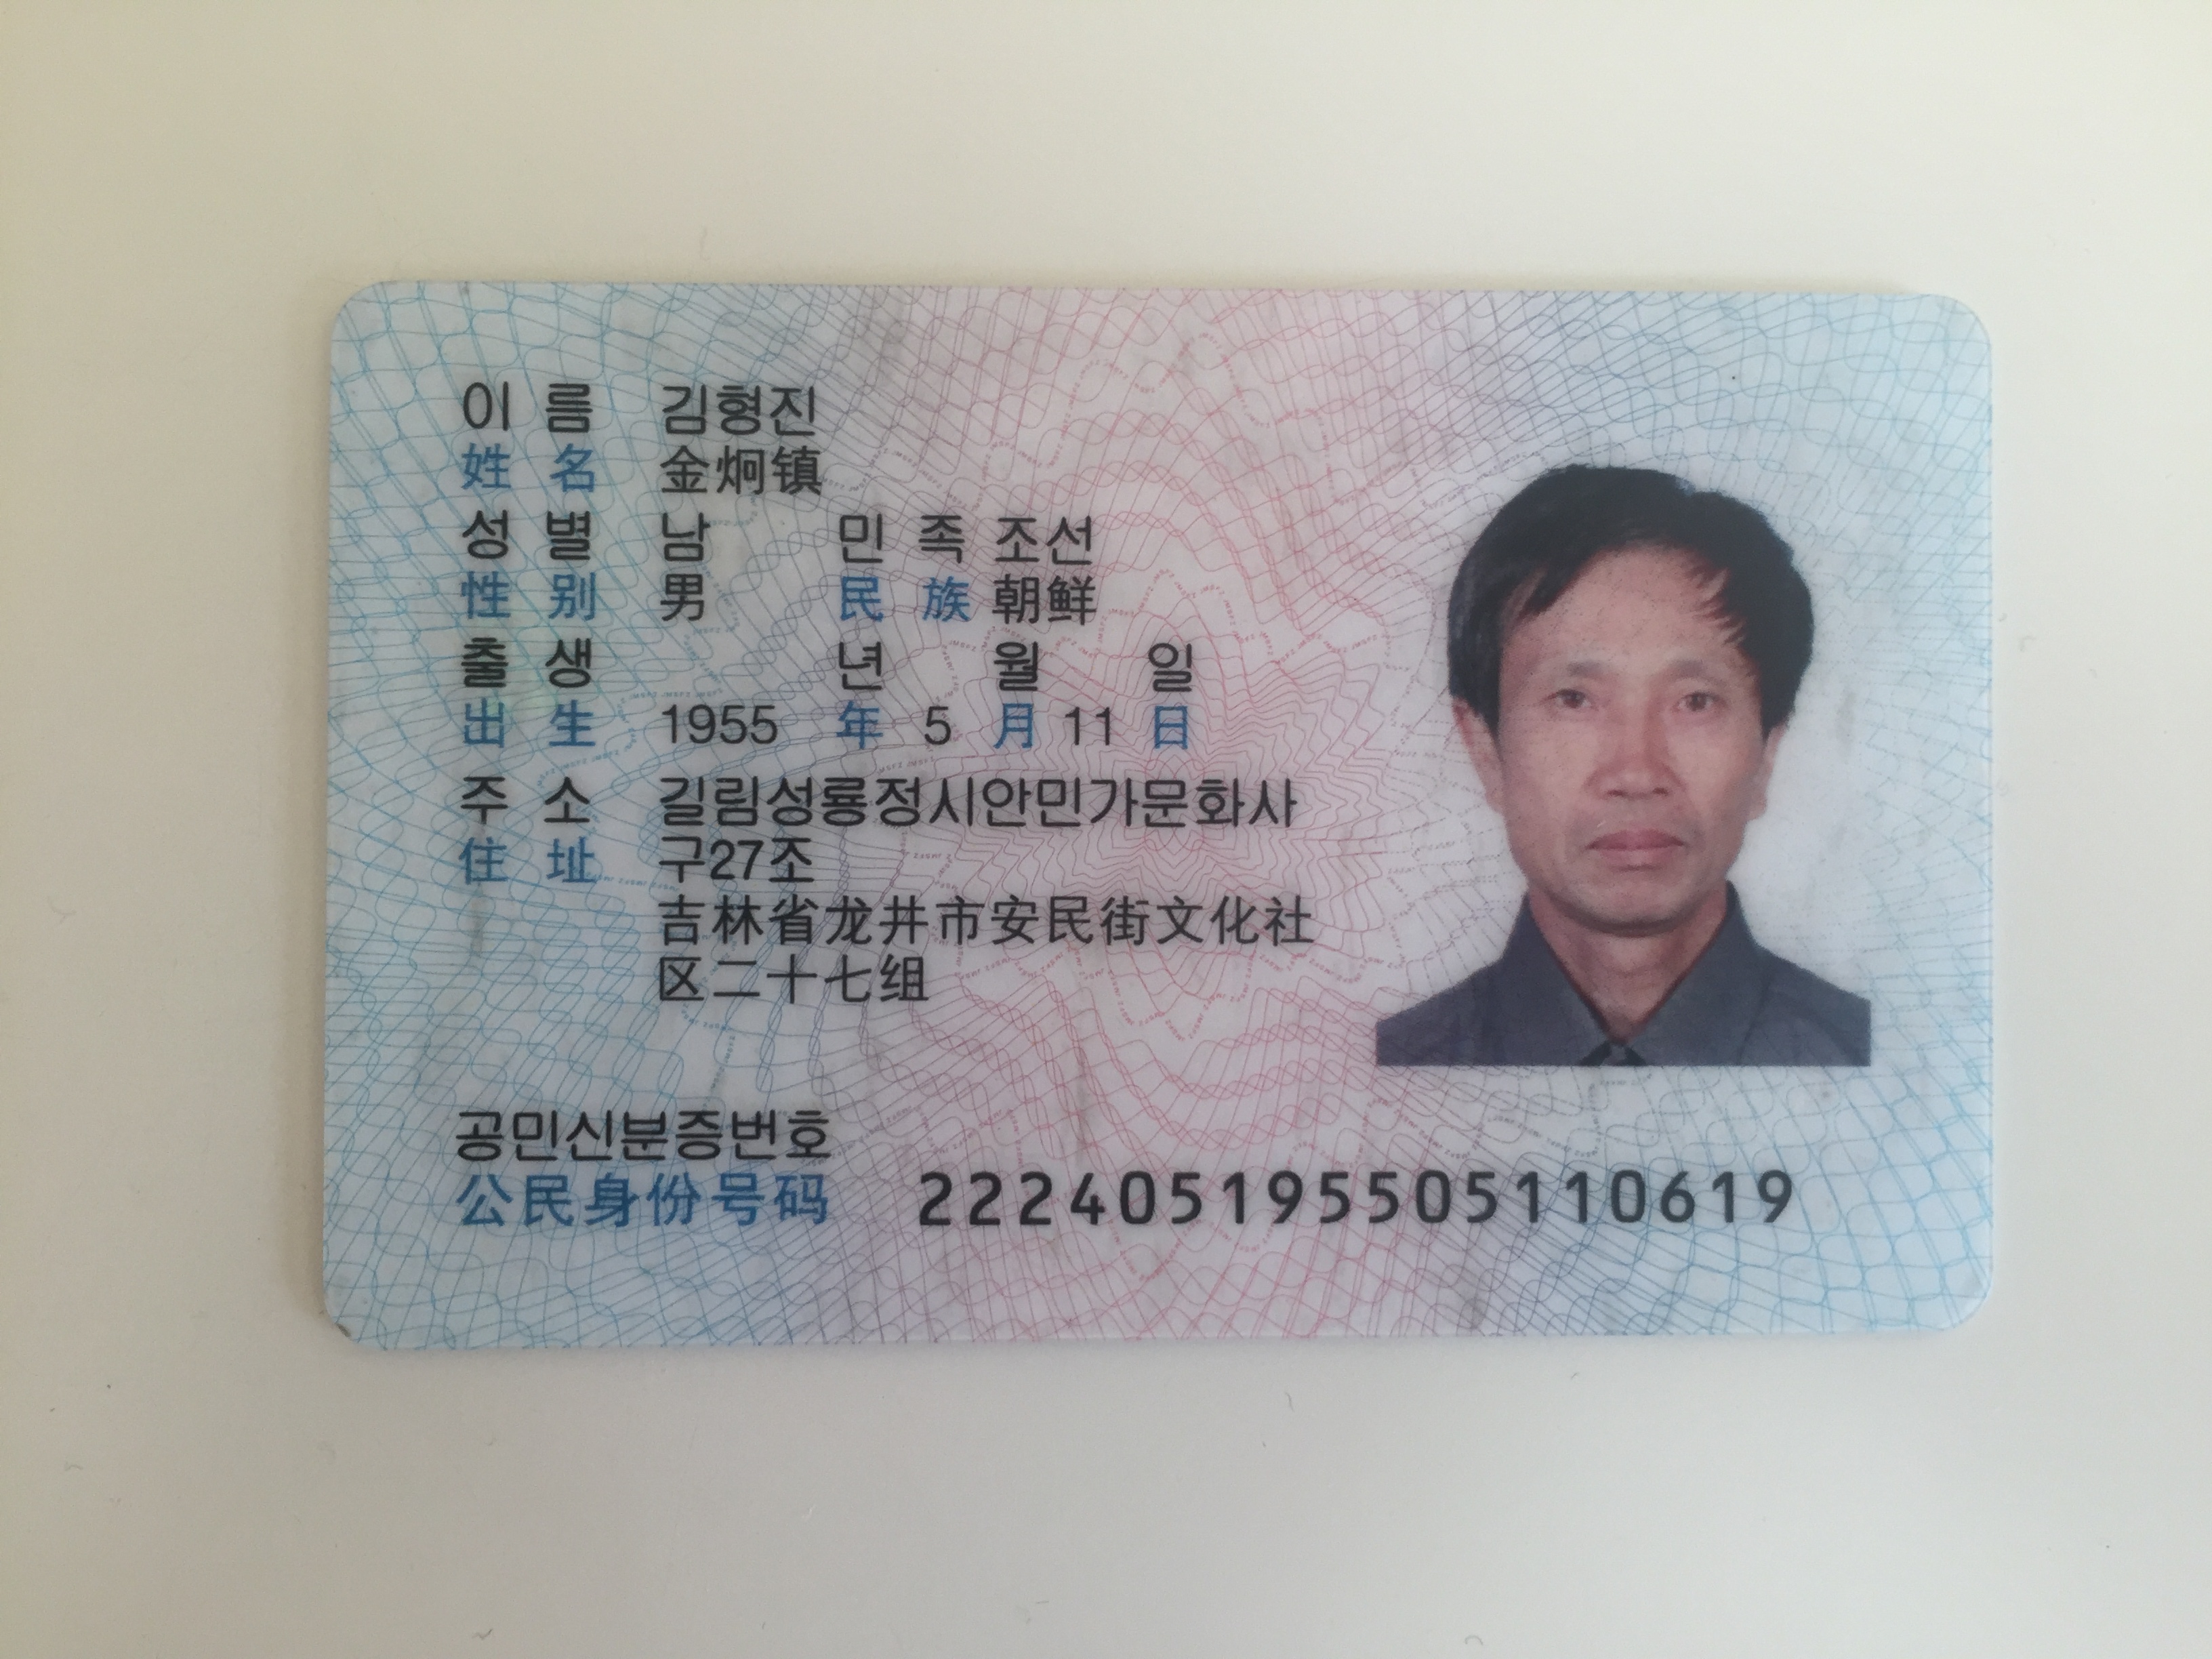 이 름 김형진
姓 名 金炯镇
성 별 남 민 족 조선
性 别 男 民 族 朝鲜
출 생 년 월 일
出 生 1955 年 5 月 11 日
주 소 길림성룡정시안민가문화사
구27조
住 址 吉林省龙井市安民街文化社
区二十七组
공민신분증번호
公民身份号码 222405195505110619